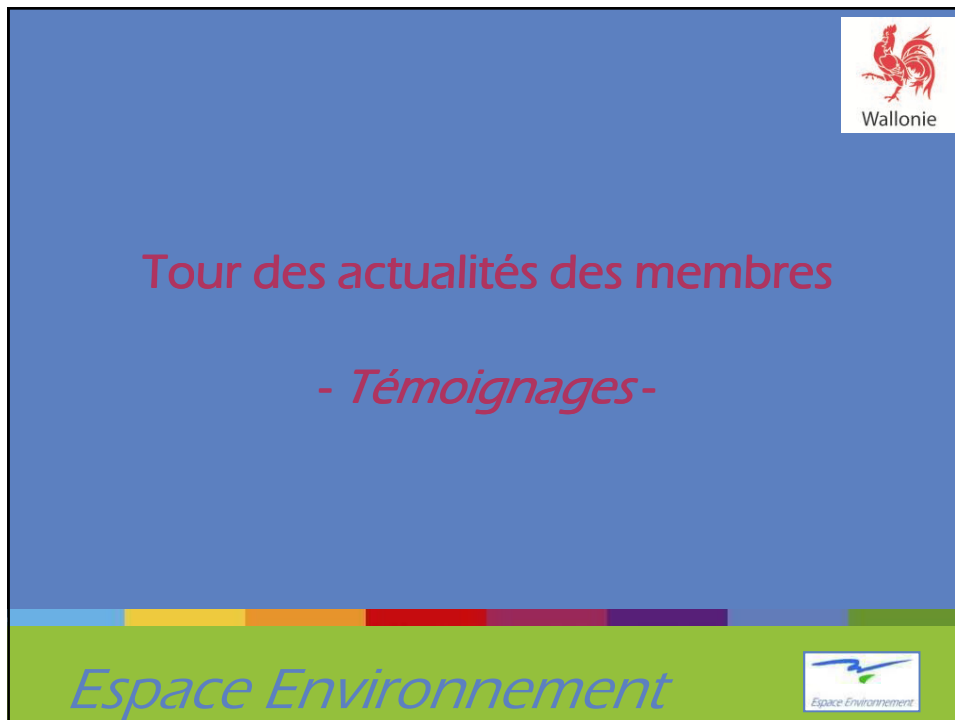 Wallonie
Tour des actualités des membres
- Témoignages -
Espace Environnement
Espace Environnement